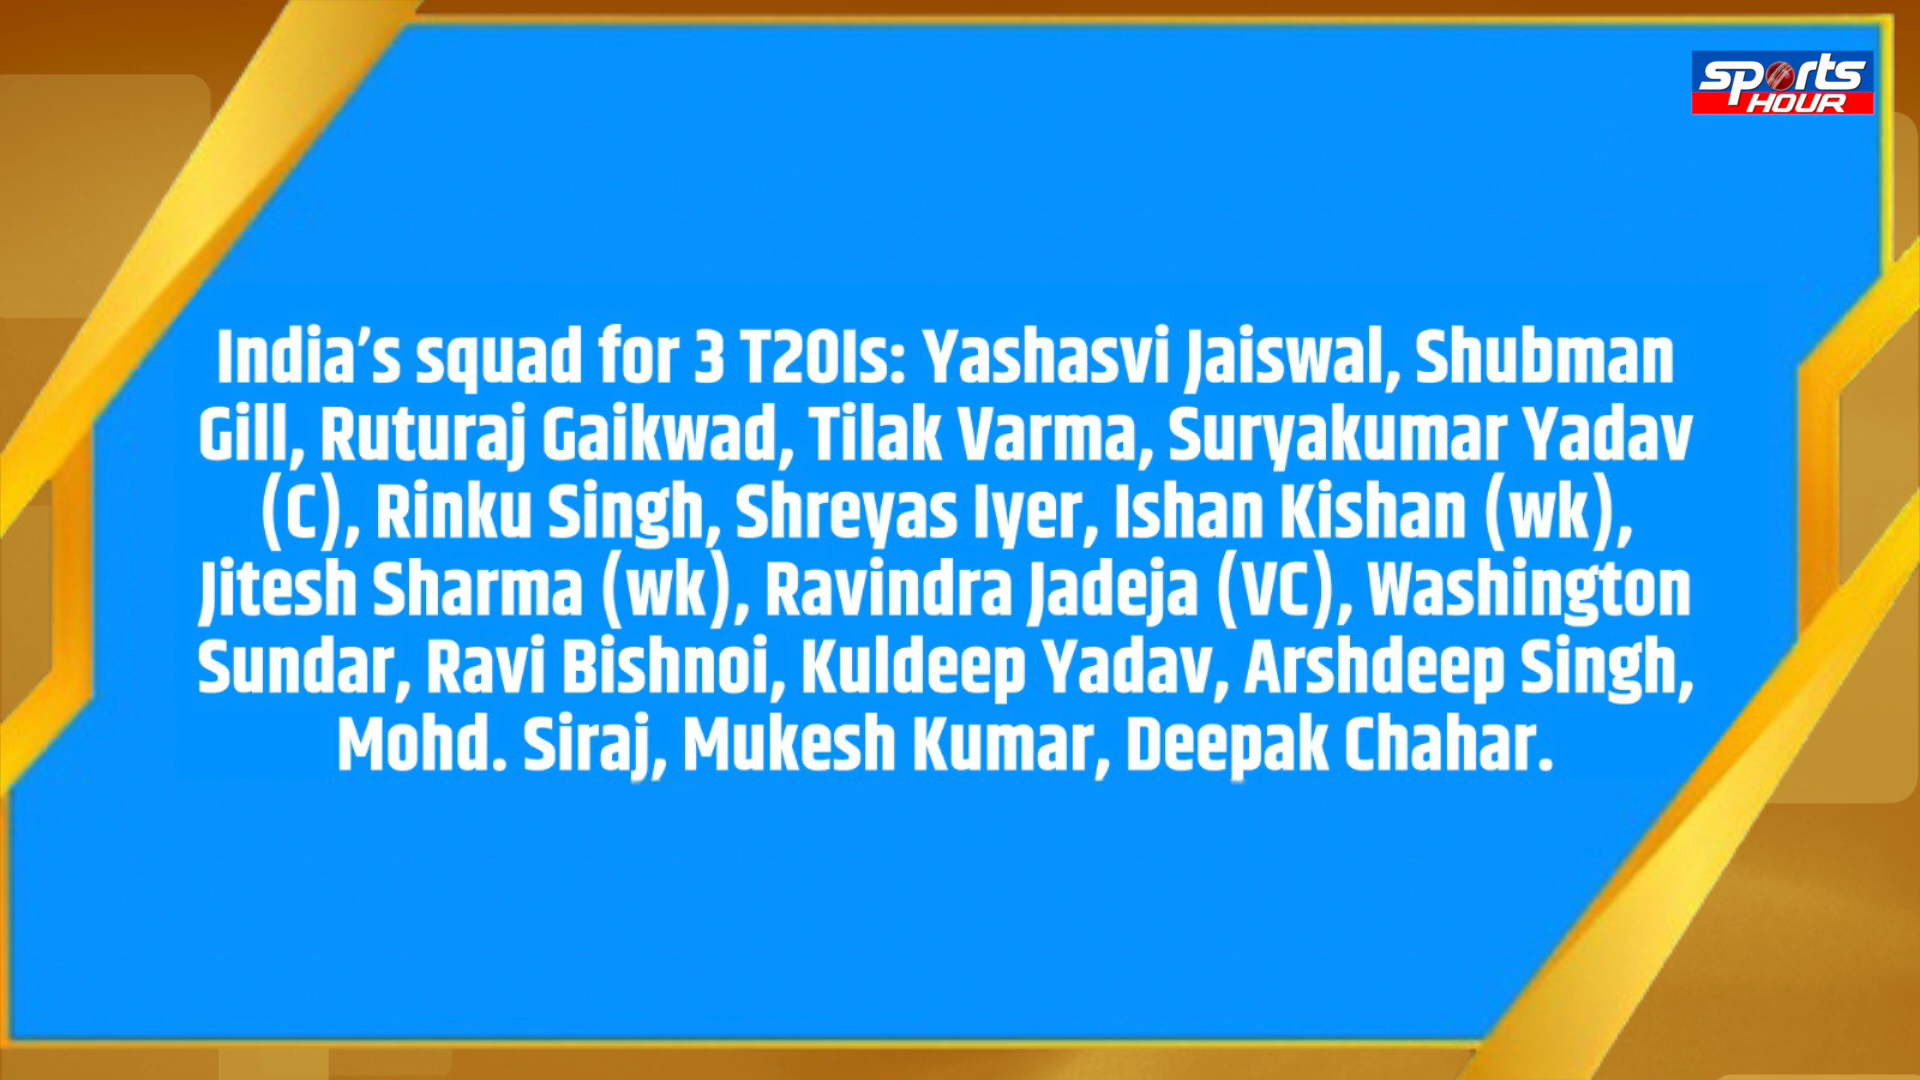 sports
HOUR
India’s squad for 3 T20Is: Yashasvi Jaiswal, Shubman
Gill, Ruturaj Gaikwad, Tilak Varma, Suryakumar Yadav
(C), Rinku Singh, Shreyas Iyer, Ishan Kishan (wk),
Jitesh Sharma (wk), Ravindra Jadeja (VC), Washington
Sundar, Ravi Bishnoi, Kuldeep Yadav, Arshdeep Singh,
Mohd. Siraj, Mukesh Kumar, Deepak Chahar.